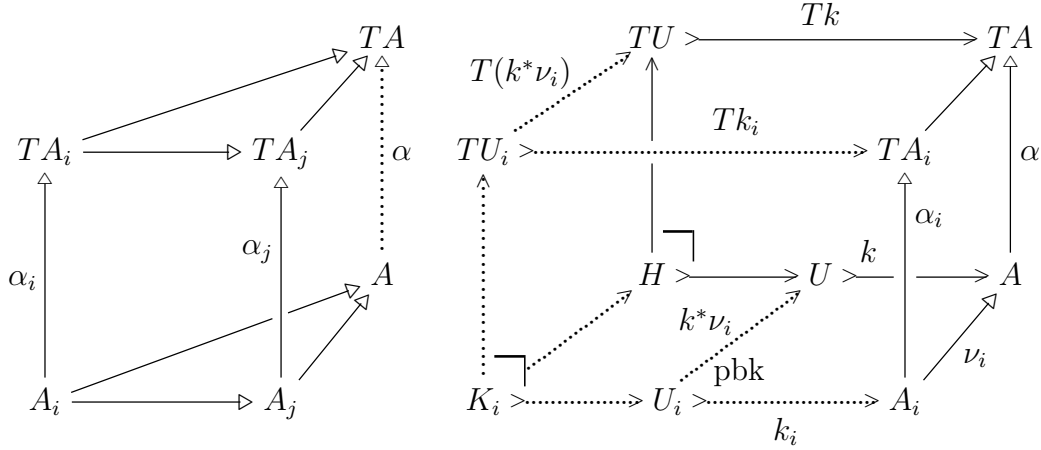 TA TU Tk TA
T(k*ν_i)
TA_i TA_j α TU_i Tk_i TA_i α
α_i α_j α_i
A H U k A
k*ν_i ν_i
pbk
A_i A_j K_i U_i k_i A_i